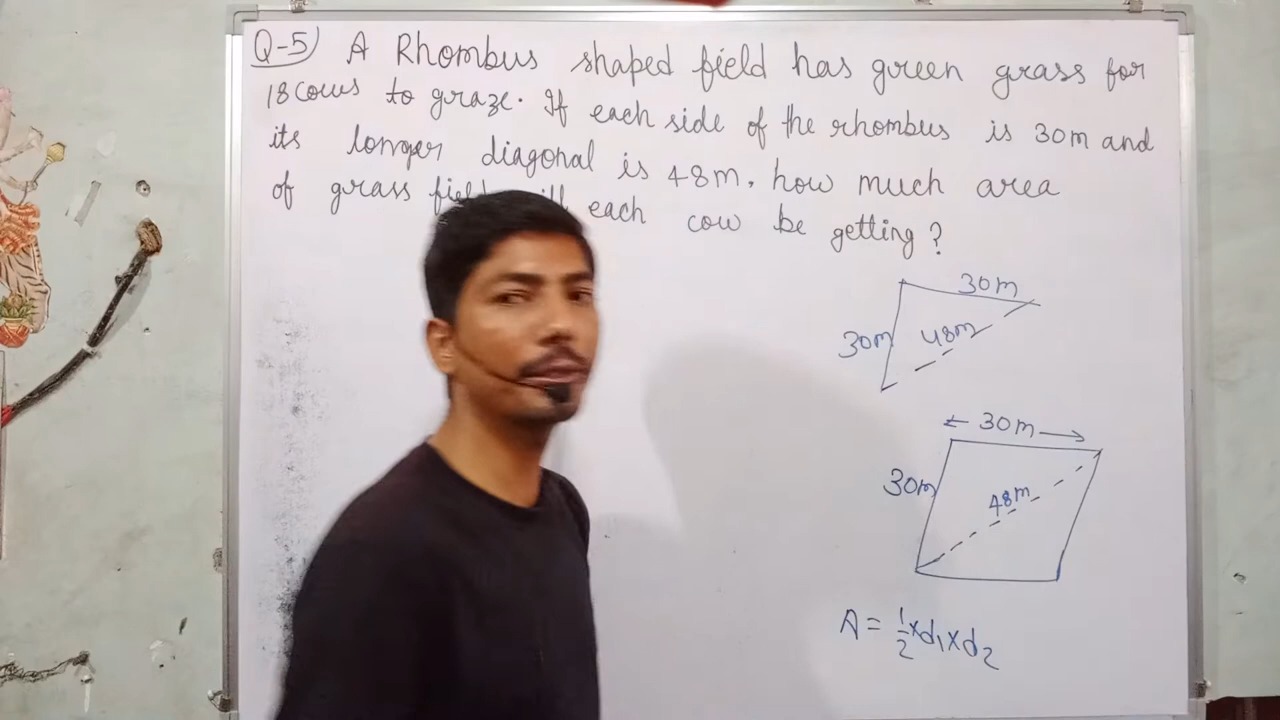 Q-5) A Rhombus shaped field has green grass for
18 cows to graze. If each side of the rhombus is 30m and
its longer diagonal is 48m, how much area
of grass each cow be getting ?
30m
30m
48m
30m
30m
48m
A = 1/2 x d1 x d2